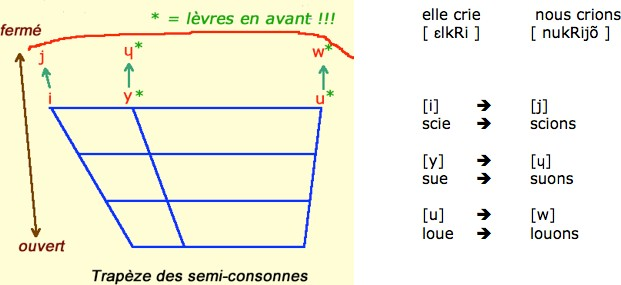 * = lèvres en avant !!!
fermé
j ɥ* w*
i y* u*
ouvert
Trapèze des semi-consonnes
elle crie nous crions
[ ɛlkRi ] [ nukRijõ ]
[i] ➔ [j]
scie ➔ scions
[y] ➔ [ɥ]
sue ➔ suons
[u] ➔ [w]
loue ➔ louons